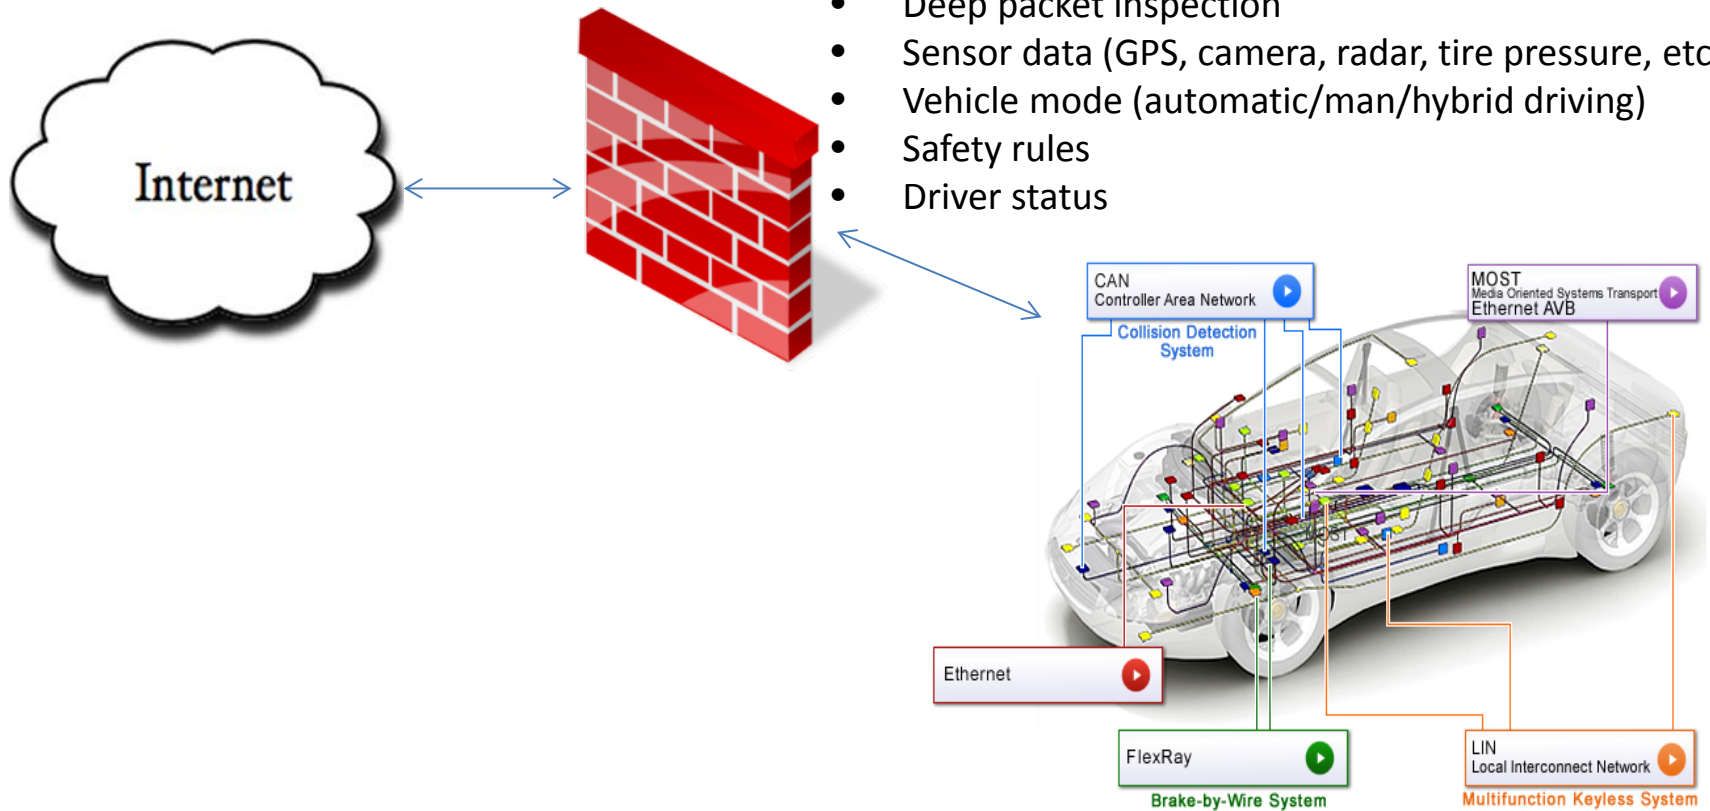 • Deep packet inspection
• Sensor data (GPS, camera, radar, tire pressure, etc
• Vehicle mode (automatic/man/hybrid driving)
• Safety rules
• Driver status
Internet
CAN
Controller Area Network
Collision Detection
System
MOST
Media Oriented Systems Transport
Ethernet AVB
MOST
Ethernet
FlexRay
Brake-by-Wire System
LIN
Local Interconnect Network
Multifunction Keyless System